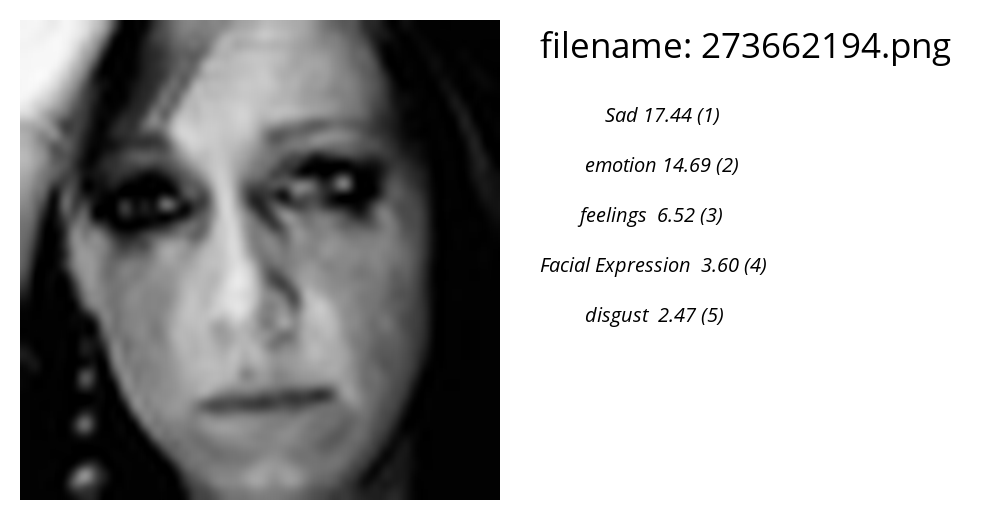 filename: 273662194.png
Sad 17.44 (1)
emotion 14.69 (2)
feelings 6.52 (3)
Facial Expression 3.60 (4)
disgust 2.47 (5)